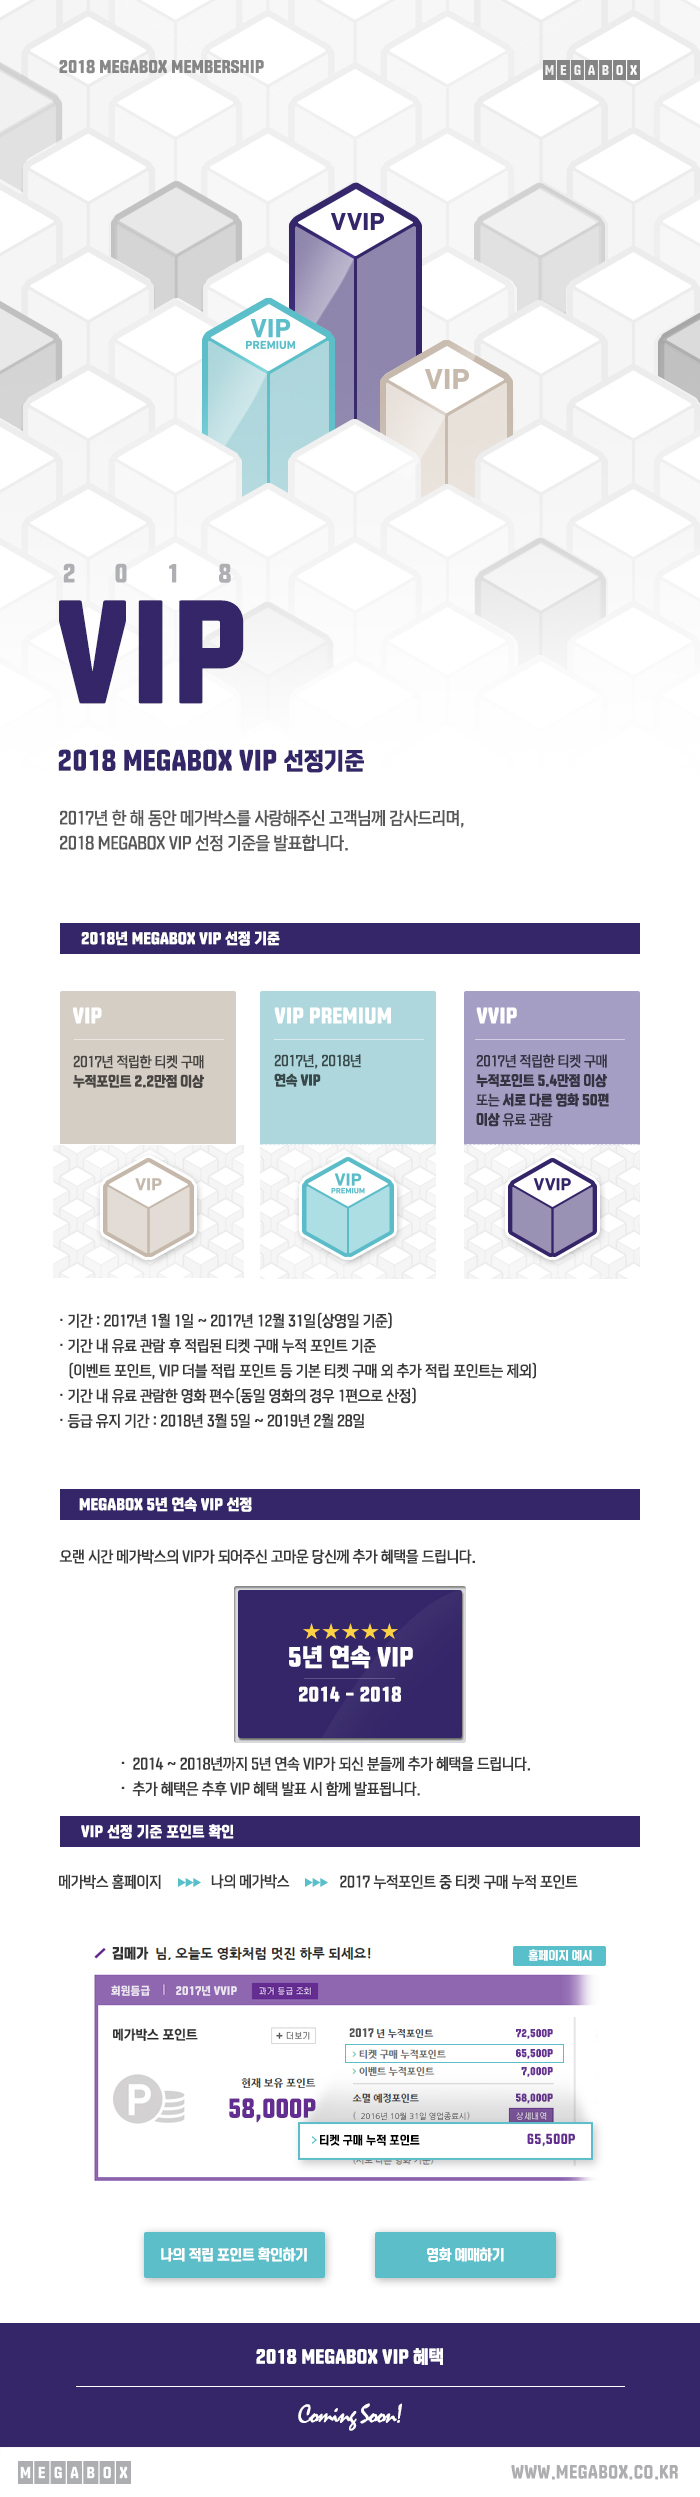 2018 MEGABOX MEMBERSHIP
MEGABOX
VVIP
VIP
PREMIUM
VIP
2018
VIP
2018 MEGABOX VIP 선정기준
2017년 한 해 동안 메가박스를 사랑해주신 고객님께 감사드리며,
2018 MEGABOX VIP 선정 기준을 발표합니다.
2018년 MEGABOX VIP 선정 기준
VIP
2017년 적립한 티켓 구매
누적포인트 2.2만점 이상
VIP
VIP PREMIUM
2017년, 2018년
연속 VIP
VIP
PREMIUM
VVIP
2017년 적립한 티켓 구매
누적포인트 5.4만점 이상
또는 서로 다른 영화 50편
이상 유료 관람
VVIP
· 기간 : 2017년 1월 1일 ~ 2017년 12월 31일(상영일 기준)
· 기간 내 유료 관람 후 적립된 티켓 구매 누적 포인트 기준
(이벤트 포인트, VIP 더블 적립 포인트 등 기본 티켓 구매 외 추가 적립 포인트는 제외)
· 기간 내 유료 관람한 영화 편수(동일 영화의 경우 1편으로 산정)
· 등급 유지 기간 : 2018년 3월 5일 ~ 2019년 2월 28일
MEGABOX 5년 연속 VIP 선정
오랜 시간 메가박스의 VIP가 되어주신 고마운 당신께 추가 혜택을 드립니다.
★★★★★
5년 연속 VIP
2014 - 2018
· 2014 ~ 2018년까지 5년 연속 VIP가 되신 분들께 추가 혜택을 드립니다.
· 추가 혜택은 추후 VIP 혜택 발표 시 함께 발표됩니다.
VIP 선정 기준 포인트 확인
메가박스 홈페이지 ▶▶▶ 나의 메가박스 ▶▶▶ 2017 누적포인트 중 티켓 구매 누적 포인트
김메가 님, 오늘도 영화처럼 멋진 하루 되세요!
홈페이지 예시
회원등급 | 2017년 VVIP 과거 등급 조회
메가박스 포인트 + 더보기
현재 보유 포인트
58,000P
2017 년 누적포인트 72,500P
> 티켓 구매 누적포인트 65,500P
> 이벤트 누적포인트 7,000P
소멸 예정포인트 58,000P
( 2016년 10월 31일 영업종료시) 상세내역
> 티켓 구매 누적 포인트 65,500P
나의 적립 포인트 확인하기
영화 예매하기
2018 MEGABOX VIP 혜택
Coming Soon!
MEGABOX
WWW.MEGABOX.CO.KR